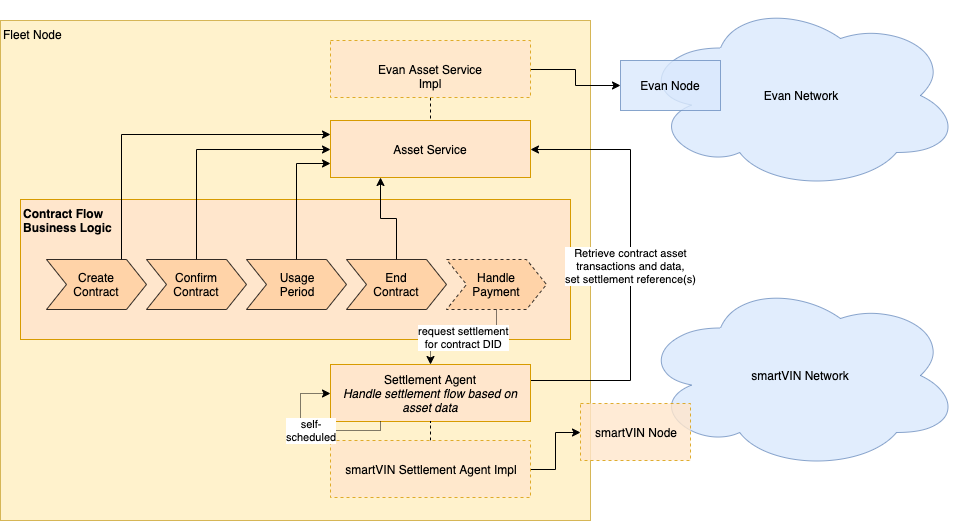 Fleet Node
Evan Asset Service
Impl
Evan Node
Evan Network
Asset Service
Contract Flow
Business Logic
Create
Contract
Confirm
Contract
Usage
Period
End
Contract
Handle
Payment
Retrieve contract asset
transactions and data,
set settlement reference(s)
request settlement
for contract DID
Settlement Agent
Handle settlement flow based on
asset data
self-
scheduled
smartVIN Settlement Agent Impl
smartVIN Node
smartVIN Network